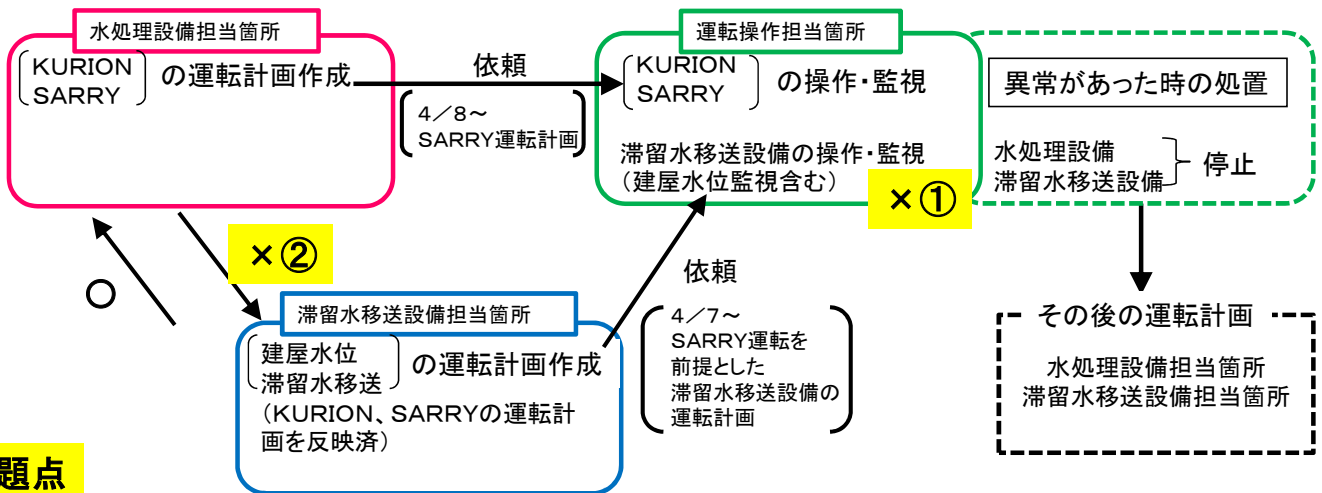 水処理設備担当箇所
KURION
SARRY
の運転計画作成
依頼
4/8~
SARRY運転計画
運転操作担当箇所
KURION
SARRY
の操作・監視
滞留水移送設備の操作・監視
(建屋水位監視含む)
×①
異常があった時の処置
水処理設備
滞留水移送設備
停止
×②
○
滞留水移送設備担当箇所
建屋水位
滞留水移送
の運転計画作成
(KURION、SARRYの運転計
画を反映済)
依頼
4/7~
SARRY運転を
前提とした
滞留水移送設備の
運転計画
その後の運転計画
水処理設備担当箇所
滞留水移送設備担当箇所
題点